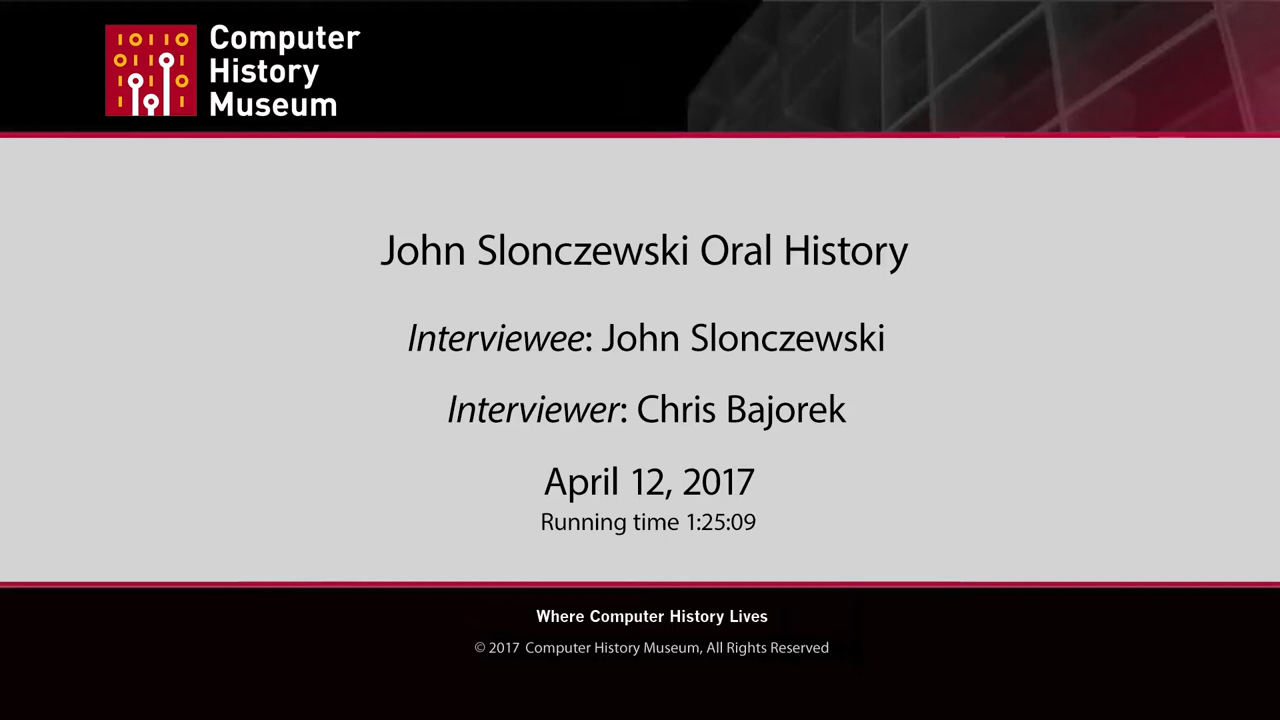 Computer
History
Museum
John Slonczewski Oral History
Interviewee: John Slonczewski
Interviewer: Chris Bajorek
April 12, 2017
Running time 1:25:09
Where Computer History Lives
© 2017 Computer History Museum, All Rights Reserved